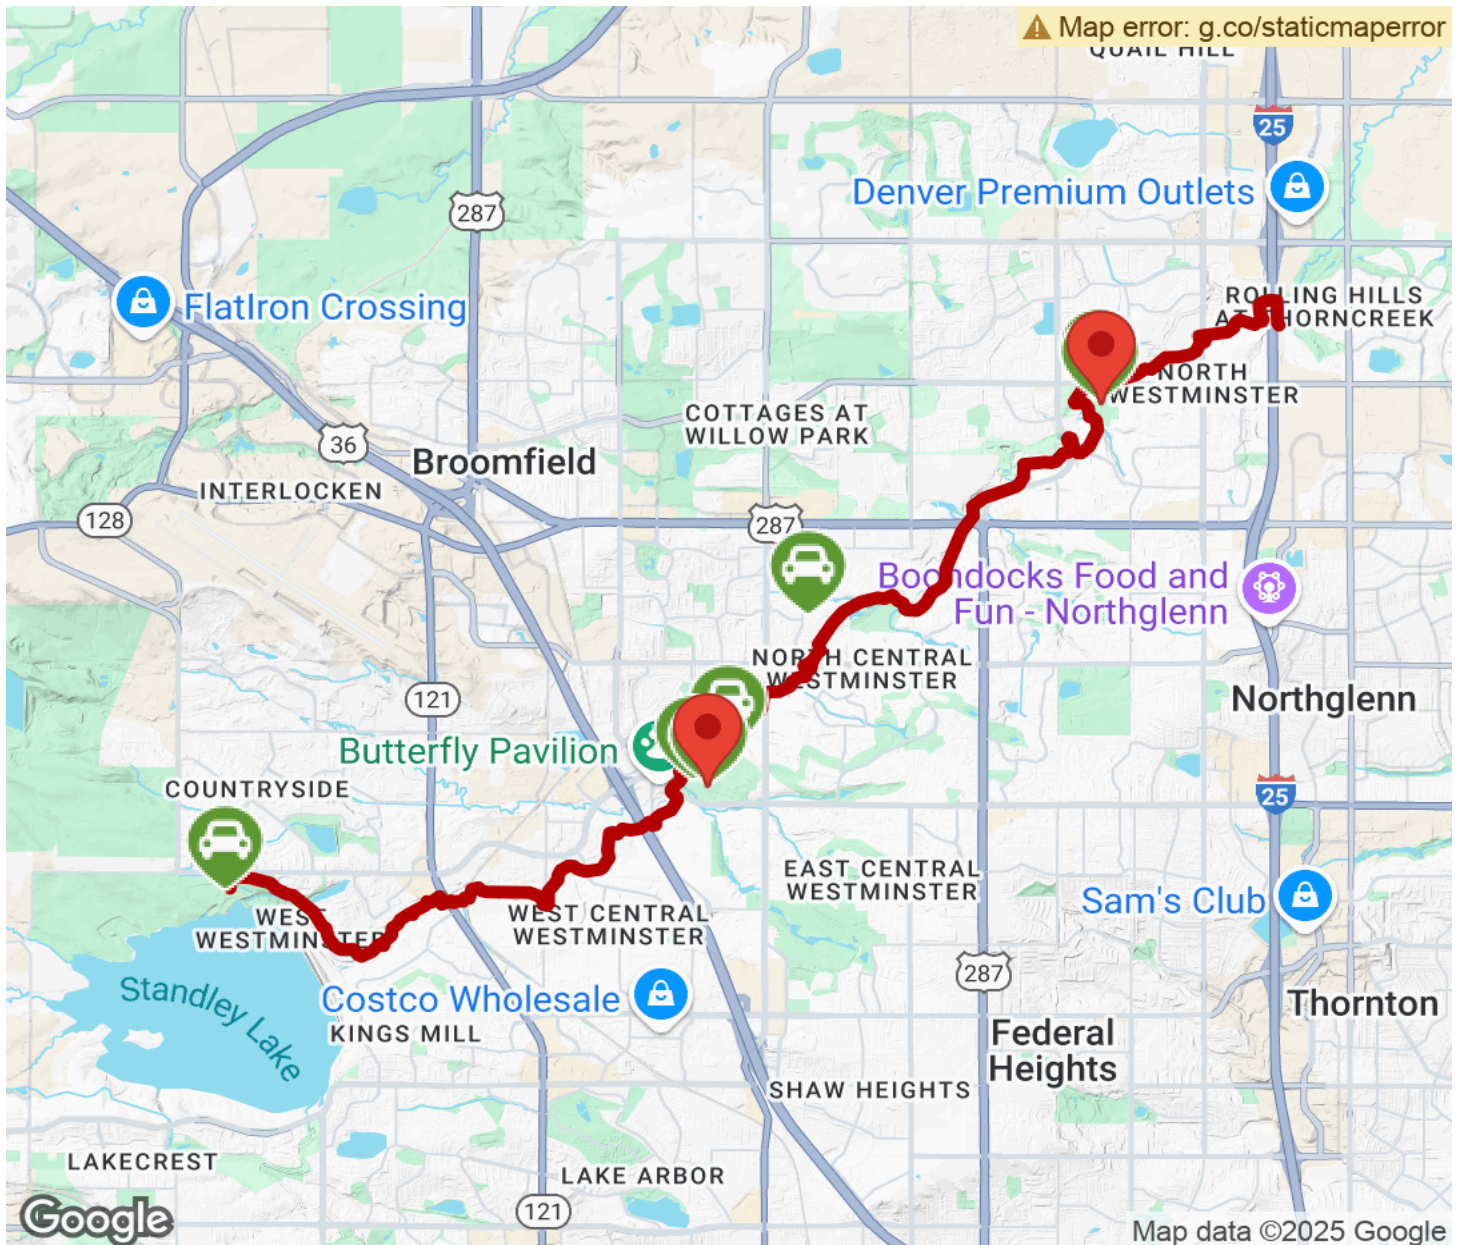 Map error: g.co/staticmaperror
QUAIL HILL
25
Denver Premium Outlets
287
FlatIron Crossing
ROLLING HILLS
AT THORNCREEK
NORTH
WESTMINSTER
COTTAGES AT
WILLOW PARK
36
Broomfield
INTERLOCKEN
128
287
Boondocks Food and
Fun - Northglenn
NORTH CENTRAL
WESTMINSTER
121
Northglenn
Butterfly Pavilion
COUNTRYSIDE
25
EAST CENTRAL
WESTMINSTER
Sam's Club
WEST
WESTMINSTER
WEST CENTRAL
WESTMINSTER
287
Standley Lake
Costco Wholesale
Thornton
KINGS MILL
Federal
Heights
SHAW HEIGHTS
LAKECREST
LAKE ARBOR
121
Google
Map data ©2025 Google